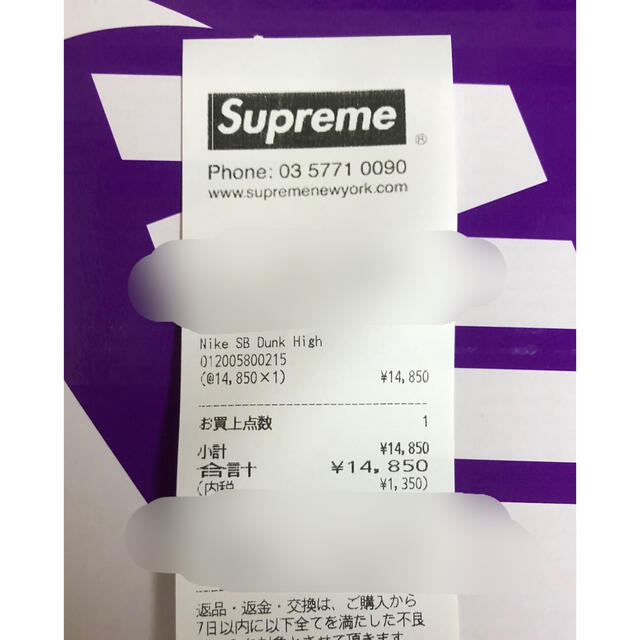 Supreme
®
Phone: 03 5771 0090
www.supremenewyork.com
Nike SB Dunk High
012005800215
(@14,850×1) ¥14,850
お買上点数 1
小計 ¥14,850
合計 ¥14,850
(内税 ¥1,350)
返品・返金・交換は、ご購入から
7日以内に以下全てを満たした不良